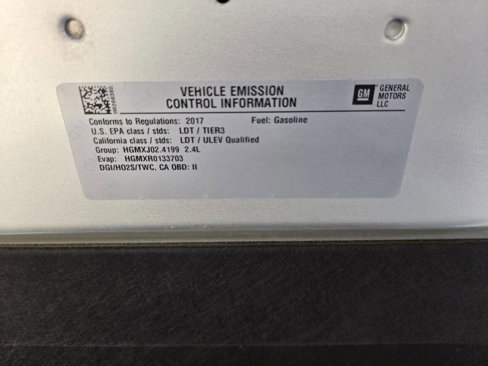 VEHICLE EMISSION
CONTROL INFORMATION
GM GENERAL
MOTORS
LLC
Conforms to Regulations: 2017 Fuel: Gasoline
U.S. EPA class / stds: LDT / TIER3
California class / stds: LDT / ULEV Qualified
Group: HGMXJ02.4199 2.4L
Evap: HGMXR0133703
DGI/HO2S/TWC, CA OBD: II